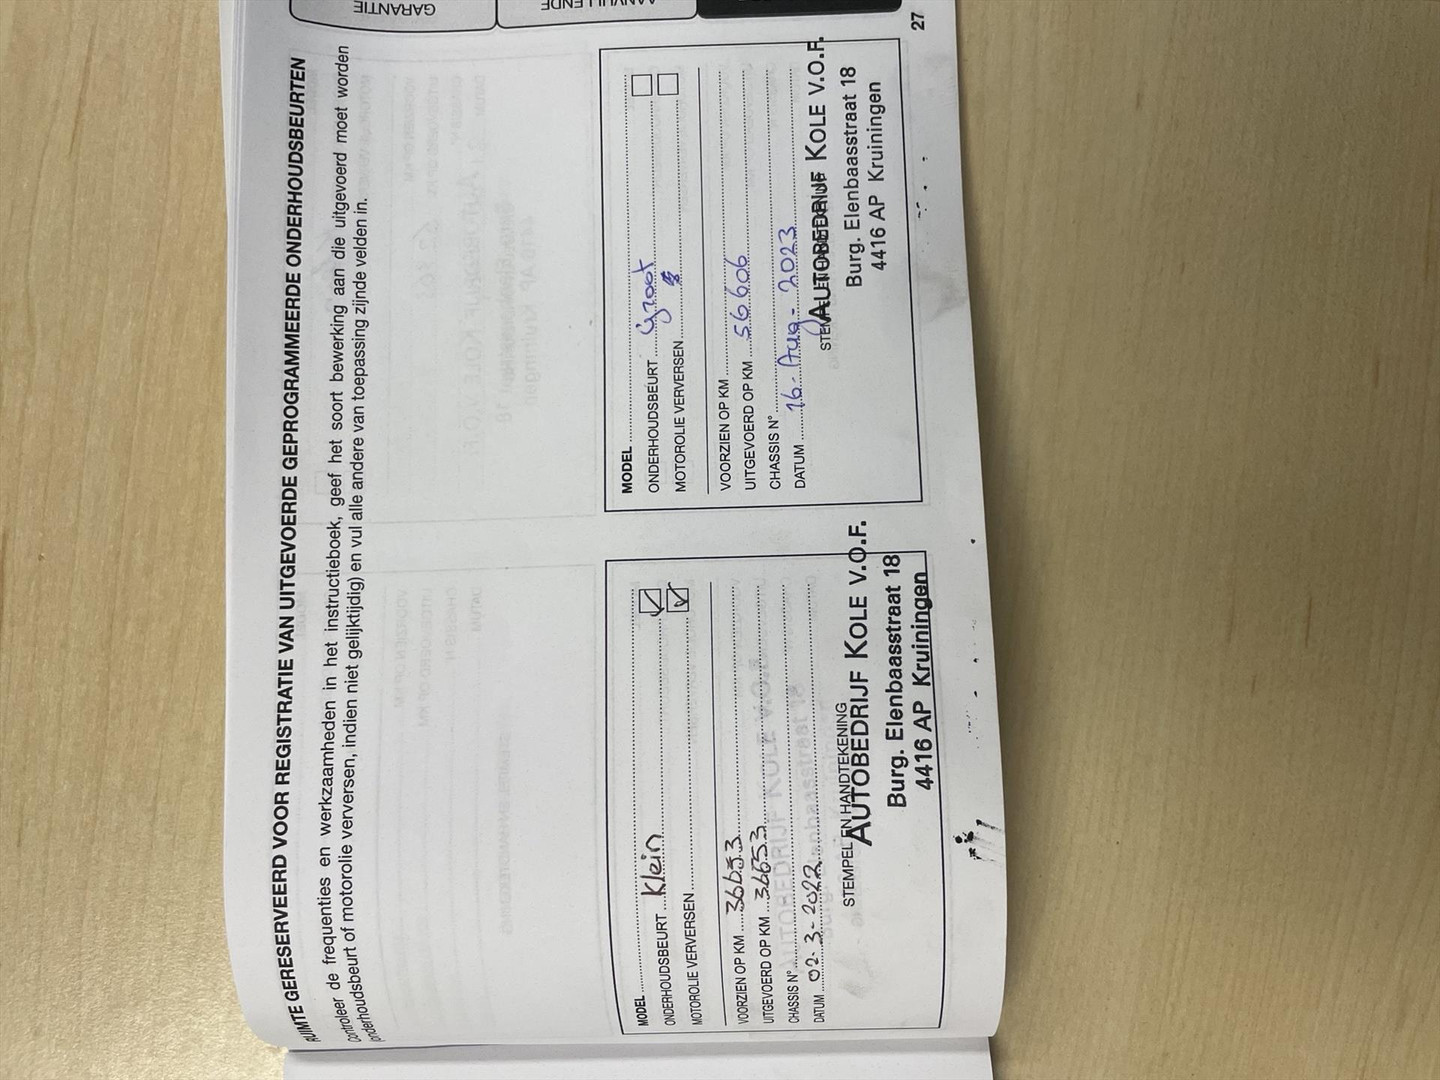 RUIMTE GERESERVEERD VOOR REGISTRATIE VAN UITGEVOERDE GEPROGRAMMEERDE ONDERHOUDSBEURTEN
Controleer de frequenties en werkzaamheden in het instructieboek, geef het soort bewerking aan die uitgevoerd moet worden
(onderhoudsbeurt of motorolie verversen, indien niet gelijktijdig) en vul alle andere van toepassing zijnde velden in.
MODEL
ONDERHOUDSBEURT Klein
MOTOROLIE VERVERSEN
VOORZIEN OP KM 36653
UITGEVOERD OP KM 36653
CHASSIS N°
DATUM 02-3-2022
STEMPEL EN HANDTEKENING
AUTOBEDRIJF KOLE V.O.F.
Burg. Elenbaasstraat 18
4416 AP Kruiningen
MODEL
ONDERHOUDSBEURT Groot
MOTOROLIE VERVERSEN
VOORZIEN OP KM
UITGEVOERD OP KM 56606
CHASSIS N°
DATUM 16-Aug-2023
AUTOBEDRIJF KOLE V.O.F.
Burg. Elenbaasstraat 18
4416 AP Kruiningen
27
GARANTIE
AANVULLENDE